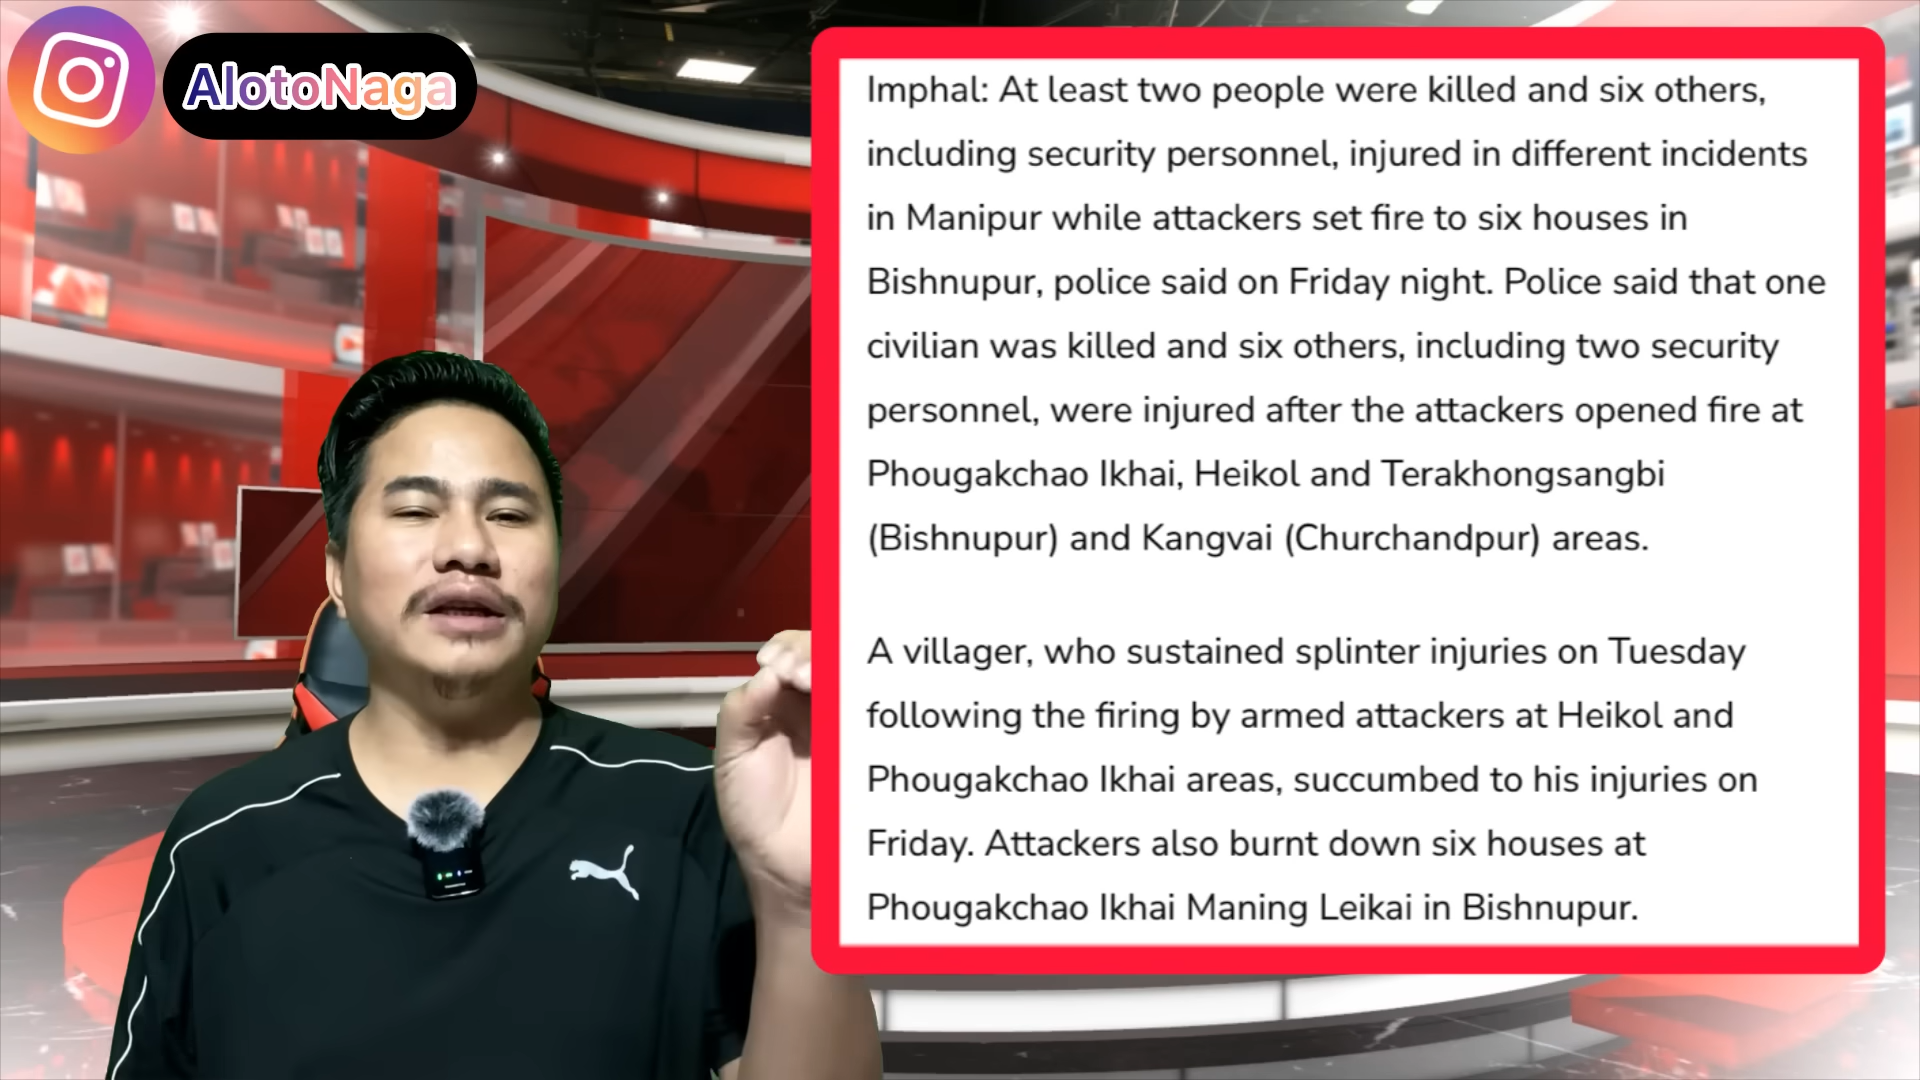 AlotoNaga
Imphal: At least two people were killed and six others,
including security personnel, injured in different incidents
in Manipur while attackers set fire to six houses in
Bishnupur, police said on Friday night. Police said that one
civilian was killed and six others, including two security
personnel, were injured after the attackers opened fire at
Phougakchao Ikhai, Heikol and Terakhongsangbi
(Bishnupur) and Kangvai (Churchandpur) areas.
A villager, who sustained splinter injuries on Tuesday
following the firing by armed attackers at Heikol and
Phougakchao Ikhai areas, succumbed to his injuries on
Friday. Attackers also burnt down six houses at
Phougakchao Ikhai Maning Leikai in Bishnupur.